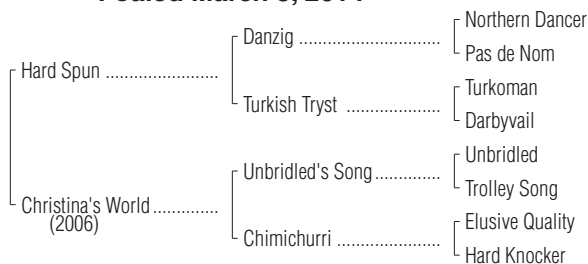 Northern Dancer
Danzig ................................
Pas de Nom
Hard Spun .........................
Turkoman
Turkish Tryst .....................
Darbyvail
Unbridled
Unbridled's Song..............
Trolley Song
Christina's World..............
(2006)
Elusive Quality
Chimichurri .......................
Hard Knocker